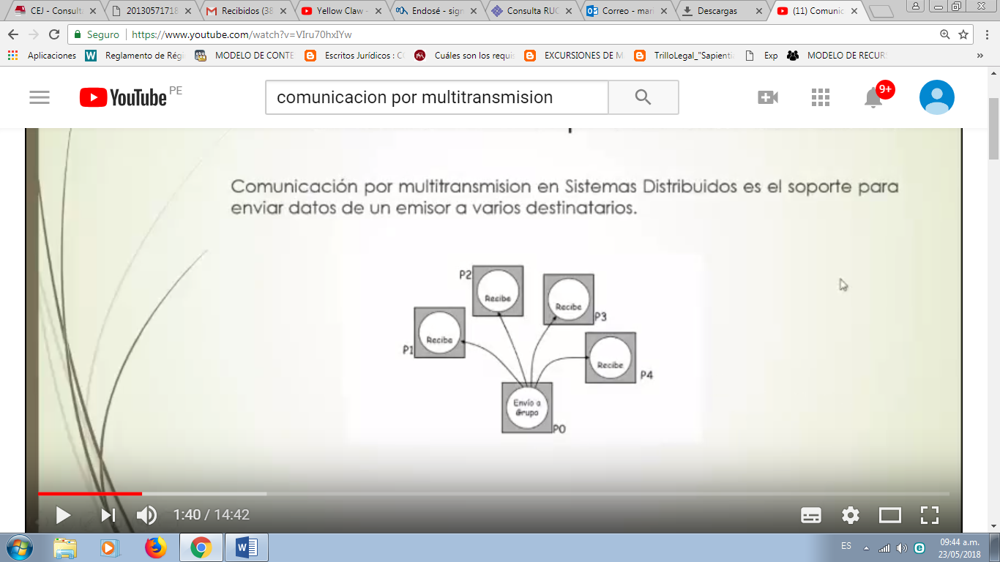 CEJ - Consult
20130571718
Recibidos (38
Yellow Claw -
Endosé - sign
Consulta RUC
Correo - mar
Descargas
(11) Comunic
Seguro https://www.youtube.com/watch?v=VIru70hxIYw
Aplicaciones
Reglamento de Régi
MODELO DE CONTE
Escritos Jurídicos : CO
Cuáles son los requis
EXCURSIONES DE M
TrilloLegal_"Sapienti
Exp
MODELO DE RECUR
»
YouTube PE
comunicacion por multitransmision
9+
Comunicación por multitransmision en Sistemas Distribuidos es el soporte para
enviar datos de un emisor a varios destinatarios.
P2
Recibe
Recibe
P3
Recibe
P1
Recibe
P4
Envío a
Grupo
P0
1:40 / 14:42
ES
09:44 a.m.
23/05/2018